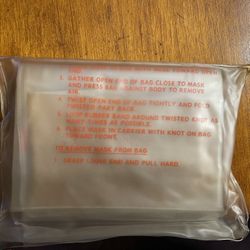 END
3. GATHER OPEN END OF BAG CLOSE TO MASK
AND PRESS BAG AGAINST BODY TO REMOVE
AIR.
4. TWIST OPEN END OF BAG TIGHTLY AND FOLD
TWISTED PART BACK.
5. LOOP RUBBER BAND AROUND TWISTED KNOT AS
MANY TIMES AS POSSIBLE.
6. PLACE MASK IN CARRIER WITH KNOT ON BAG
TOWARD FRONT.
TO REMOVE MASK FROM BAG
1. GRASP LOOSE END AND PULL HARD.